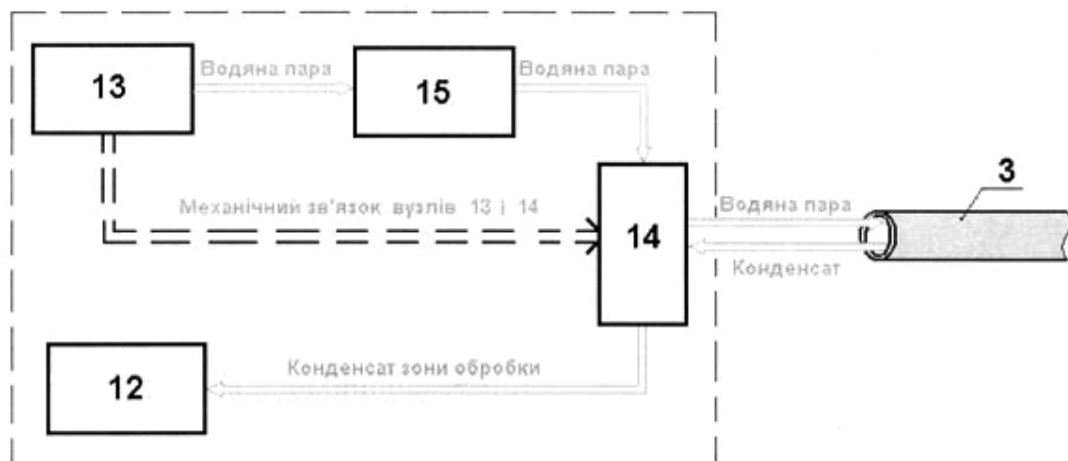 Водяна пара
Водяна пара
13
15
3
Механічний зв'язок вузлів 13 і 14
Водяна пара
14
Конденсат
Конденсат зони обробки
12